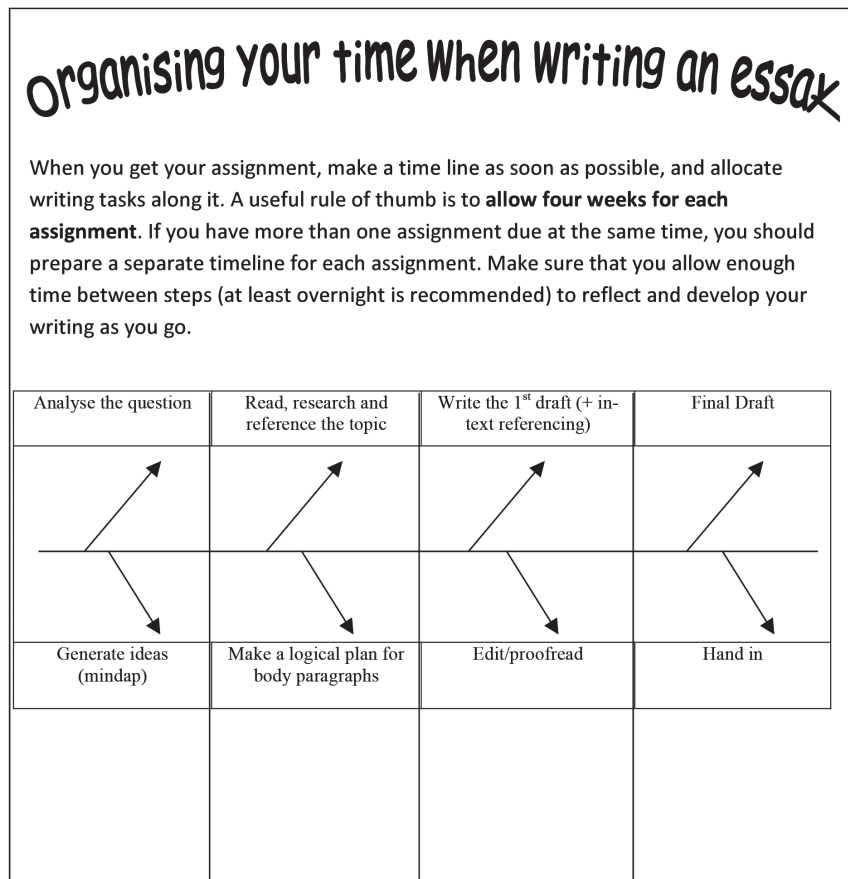 Organising your time when writing an essay
When you get your assignment, make a time line as soon as possible, and allocate
writing tasks along it. A useful rule of thumb is to allow four weeks for each
assignment. If you have more than one assignment due at the same time, you should
prepare a separate timeline for each assignment. Make sure that you allow enough
time between steps (at least overnight is recommended) to reflect and develop your
writing as you go.
Analyse the question
Read, research and
reference the topic
Write the 1st draft (+ in-
text referencing)
Final Draft
Generate ideas
(mindap)
Make a logical plan for
body paragraphs
Edit/proofread
Hand in